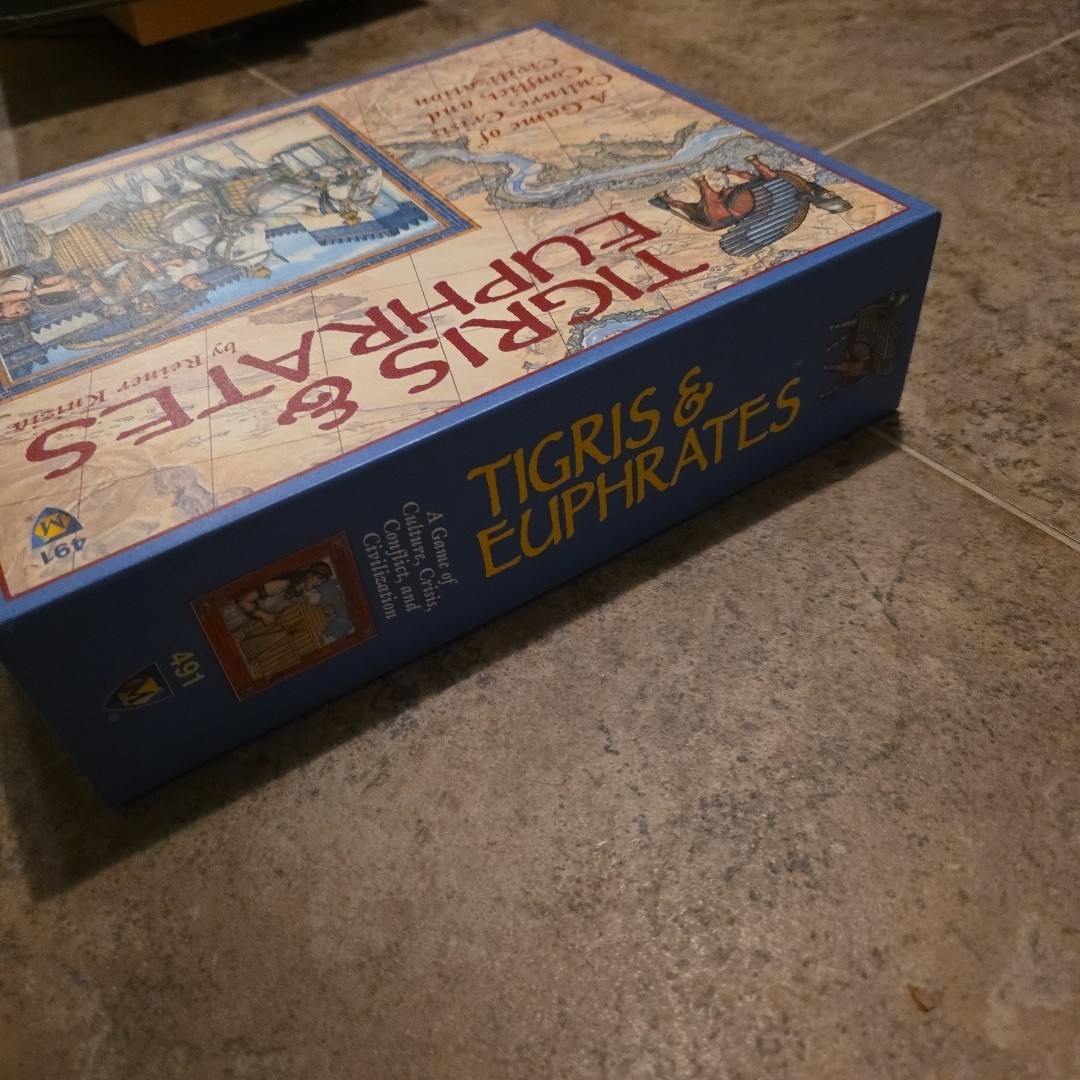 A Game of
Culture, Crisis
Conflict, and
Civilization
TIGRIS &
EUPHRATES
by Reiner Knizia
M
491
TIGRIS &
EUPHRATES
A Game of
Culture, Crisis,
Conflict, and
Civilization
491
M